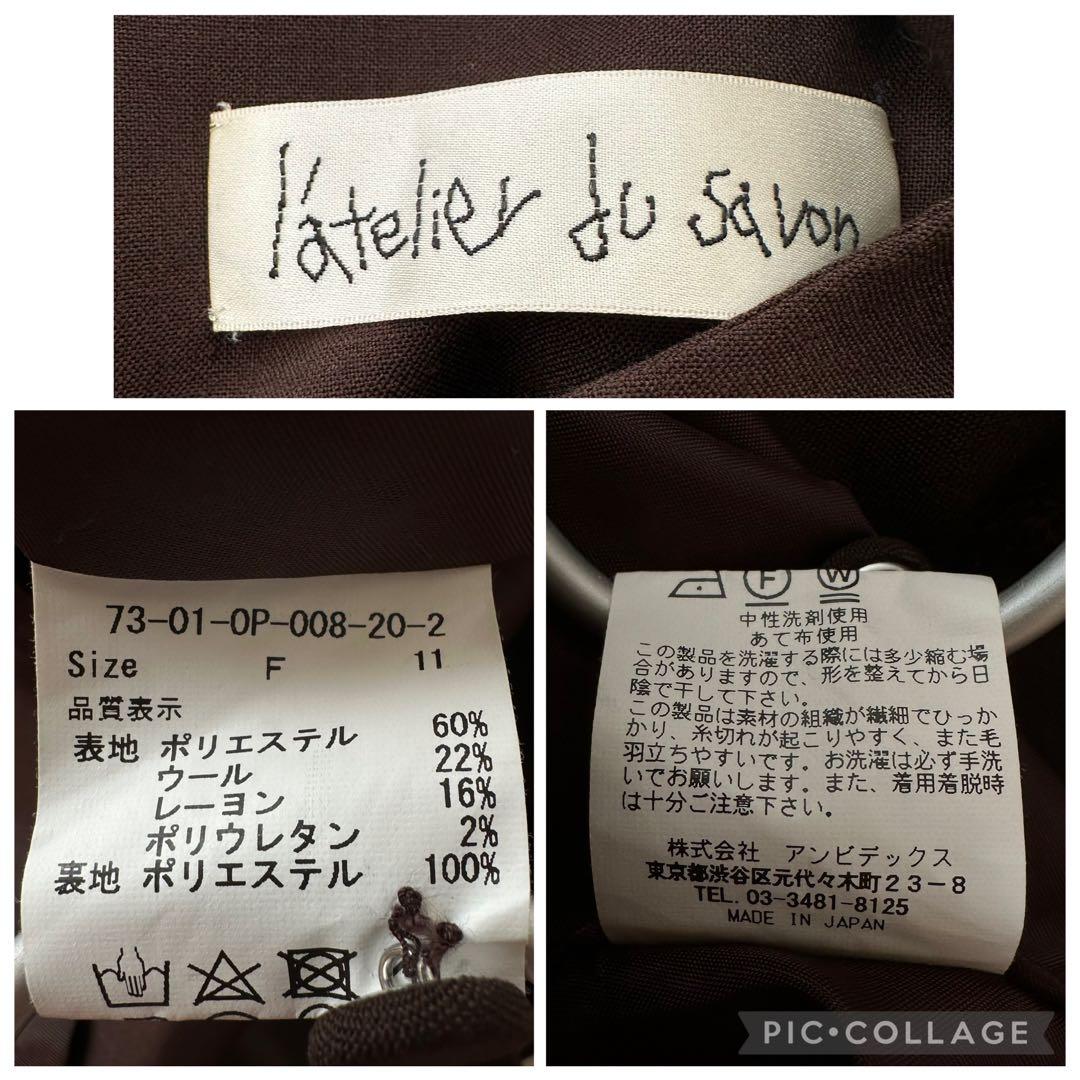 l'atelier du savon
73-01-OP-008-20-2
Size F 11
品質表示
表地 ポリエステル 60%
ウール 22%
レーヨン 16%
ポリウレタン 2%
裏地 ポリエステル 100%
F W
中性洗剤使用
あて布使用
この製品を洗濯する際には多少縮む場
合がありますので、形を整えてから日
陰で干して下さい。
この製品は素材の組織が繊細でひっか
かり、糸切れが起こりやすく、また毛
羽立ちやすいです。お洗濯は必ず手洗
いでお願いします。また、着用着脱時
は十分ご注意下さい。
株式会社 アンビデックス
東京都渋谷区元代々木町23-8
TEL. 03-3481-8125
MADE IN JAPAN
PIC•COLLAGE